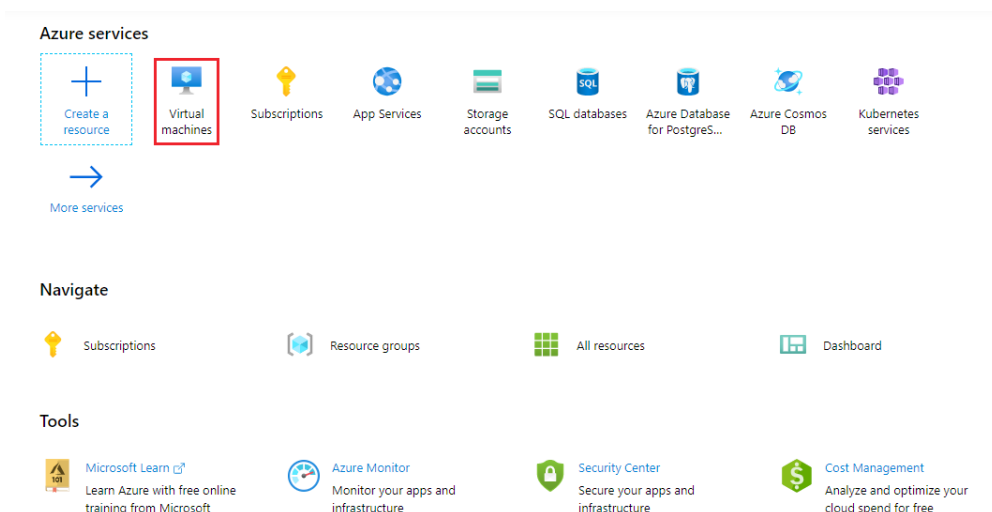 Azure services
Create a
resource
Virtual
machines
Subscriptions
App Services
Storage
accounts
SQL
SQL databases
Azure Database
for PostgreS...
Azure Cosmos
DB
Kubernetes
services
More services
Navigate
Subscriptions
Resource groups
All resources
Dashboard
Tools
101
Microsoft Learn
Learn Azure with free online
training from Microsoft
Azure Monitor
Monitor your apps and
infrastructure
Security Center
Secure your apps and
infrastructure
$
Cost Management
Analyze and optimize your
cloud spend for free